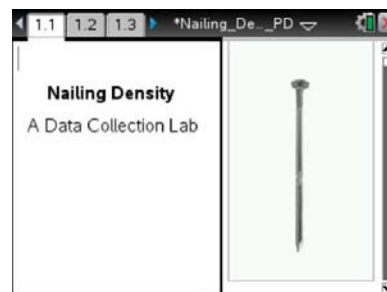 1.1 1.2 1.3 *Nailing_De..._PD
Nailing Density
A Data Collection Lab